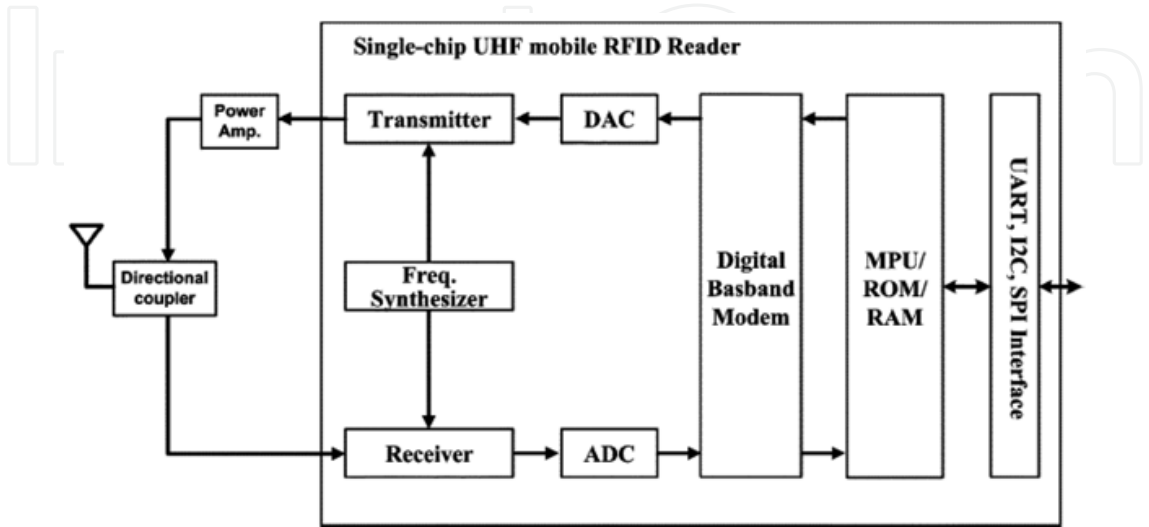 Single-chip UHF mobile RFID Reader
Power
Amp.
Transmitter
DAC
Directional
coupler
Freq.
Synthesizer
Digital
Basband
Modem
MPU/
ROM/
RAM
UART, I2C, SPI Interface
Receiver
ADC